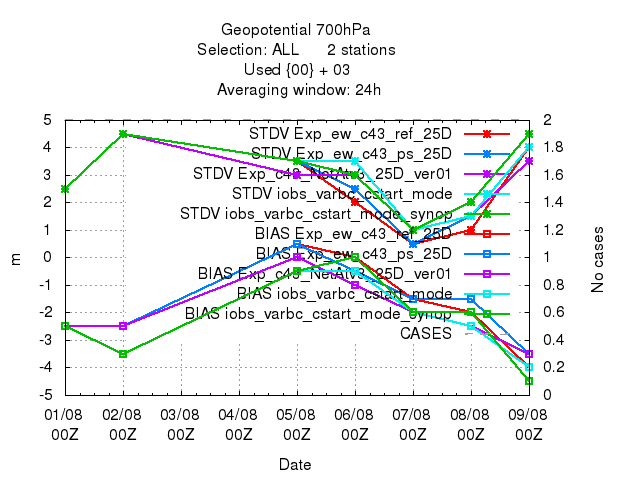 Geopotential 700hPa
Selection: ALL 2 stations
Used {00} + 03
Averaging window: 24h
STDV Exp_ew_c43_ref_25D
STDV Exp_ew_c43_ps_25D
STDV Exp_c43_NetAtv3_25D_ver01
STDV iobs_varbc_cstart_mode
STDV iobs_varbc_cstart_mode_synop
BIAS Exp_ew_c43_ref_25D
BIAS Exp_ew_c43_ps_25D
BIAS Exp_c43_NetAtv3_25D_ver01
BIAS iobs_varbc_cstart_mode
BIAS iobs_varbc_cstart_mode_synop
CASES
5
4
3
2
1
0
-1
-2
-3
-4
-5
m
2
1.8
1.6
1.4
1.2
1
0.8
0.6
0.4
0.2
0
No cases
01/08 02/08 03/08 04/08 05/08 06/08 07/08 08/08 09/08
00Z 00Z 00Z 00Z 00Z 00Z 00Z 00Z 00Z
Date